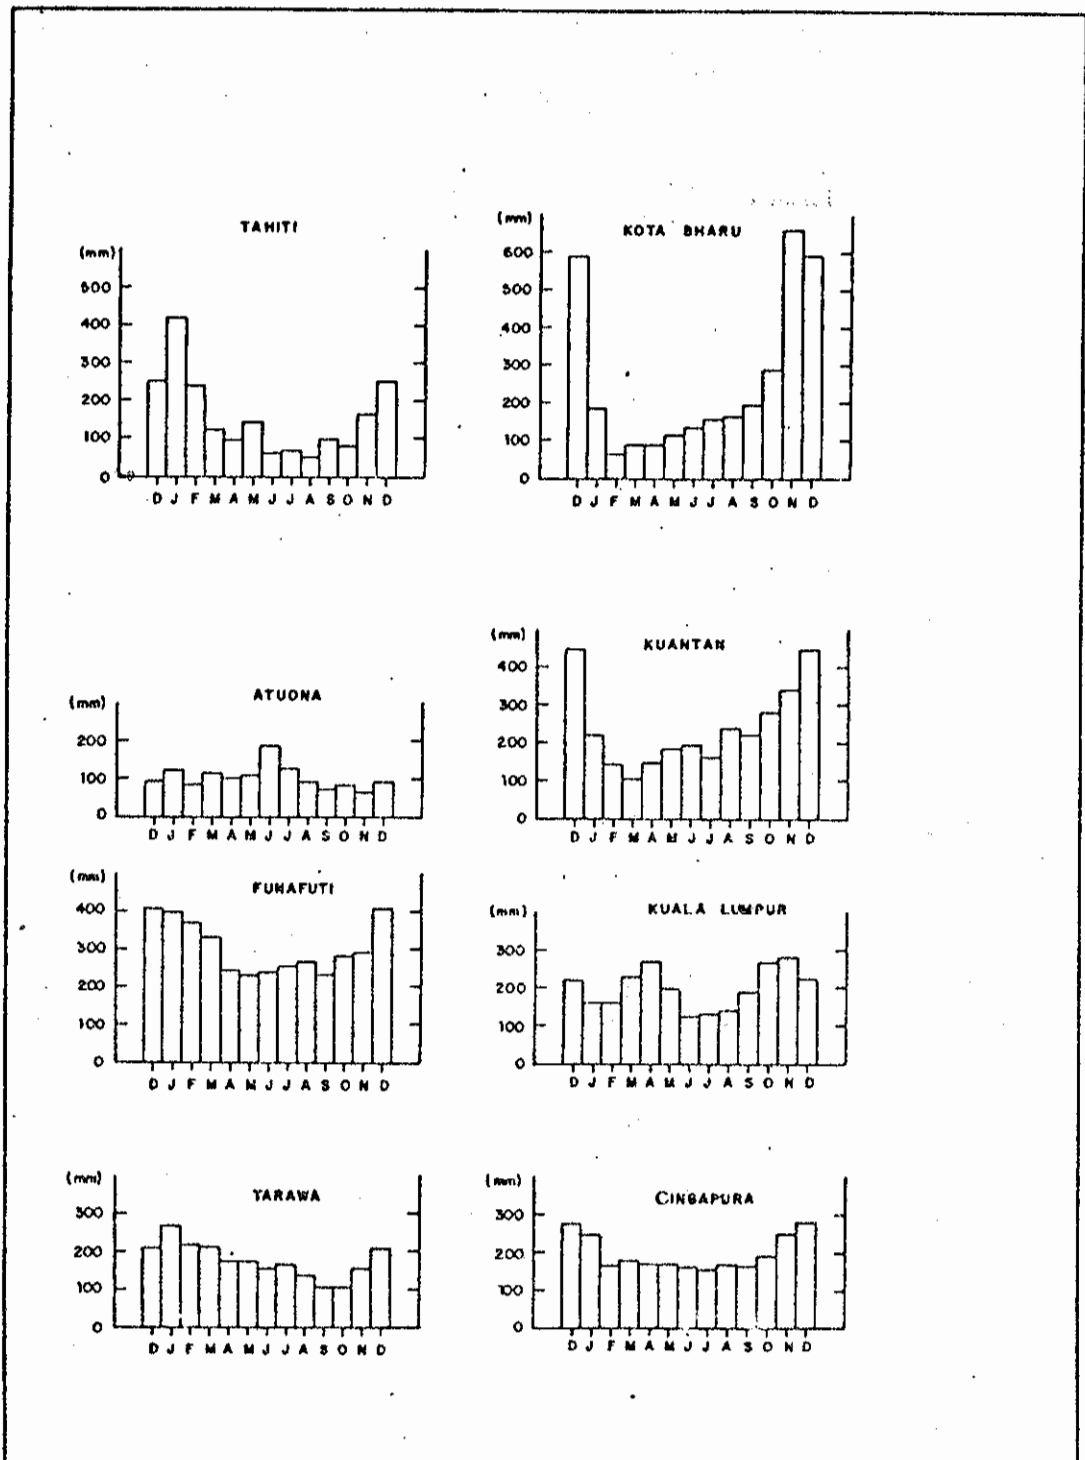 TAHITI
(mm)
500
400
300
200
100
0
D J F M A M J J A S O N D
KOTA BHARU
(mm)
600
500
400
300
200
100
0
D J F M A M J J A S O N D
ATUONA
(mm)
200
100
0
D J F M A M J J A S O N D
KUANTAN
(mm)
400
300
200
100
0
D J F M A M J J A S O N D
FUNAFUTI
(mm)
400
300
200
100
0
D J F M A M J J A S O N D
KUALA LUMPUR
(mm)
300
200
100
0
D J F M A M J J A S O N D
TARAWA
(mm)
300
200
100
0
D J F M A M J J A S O N D
CINGAPURA
(mm)
300
200
100
0
D J F M A M J J A S O N D